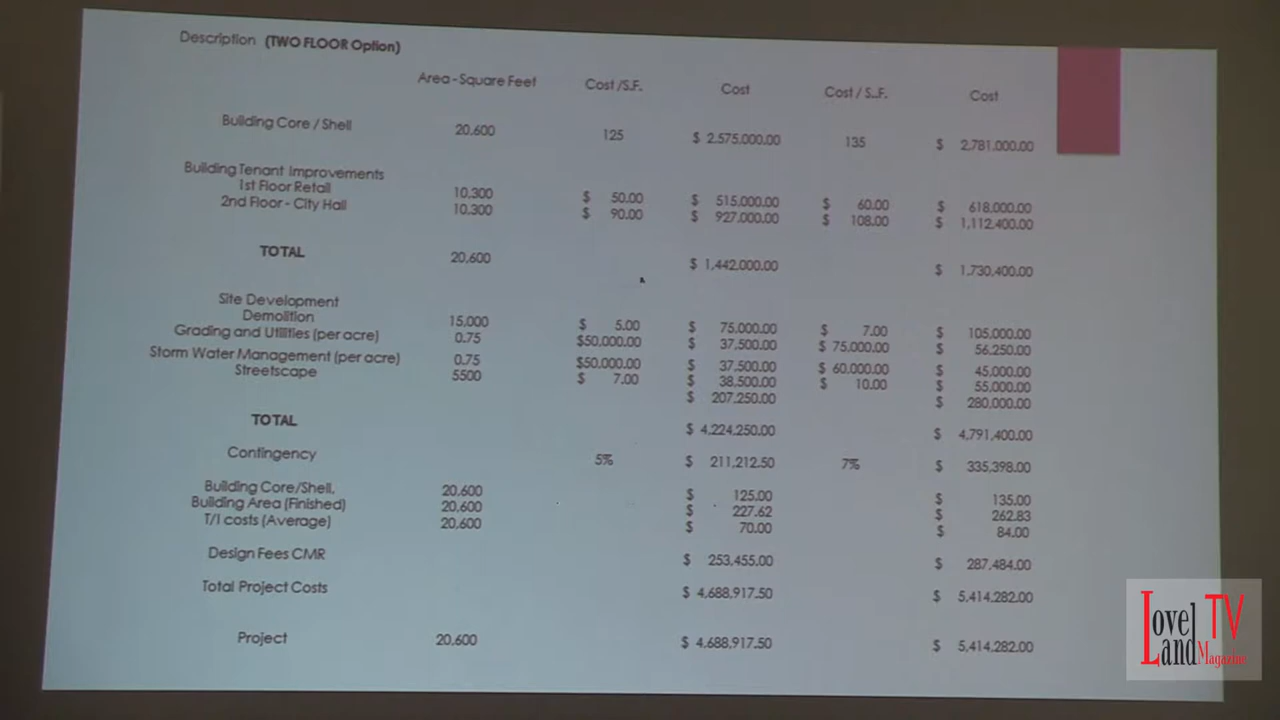 Description (TWO FLOOR Option)
Area - Square Feet Cost /S.F. Cost Cost / S..F. Cost
Building Core / Shell 20,600 125 $ 2,575,000.00 135 $ 2,781,000.00
Building Tenant Improvements
1st Floor Retail 10,300 $ 50.00 $ 515,000.00 $ 60.00 $ 618,000.00
2nd Floor - City Hall 10,300 $ 90.00 $ 927,000.00 $ 108.00 $ 1,112,400.00
TOTAL 20,600 $ 1,442,000.00 $ 1,730,400.00
Site Development
Demolition 15,000 $ 5.00 $ 75,000.00 $ 7.00 $ 105,000.00
Grading and Utilities (per acre) 0.75 $50,000.00 $ 37,500.00 $ 75,000.00 $ 56,250.00
Storm Water Management (per acre) 0.75 $50,000.00 $ 37,500.00 $ 60,000.00 $ 45,000.00
Streetscape 5500 $ 7.00 $ 38,500.00 $ 10.00 $ 55,000.00
$ 207,250.00 $ 280,000.00
TOTAL $ 4,224,250.00 $ 4,791,400.00
Contingency 5% $ 211,212.50 7% $ 335,398.00
Building Core/Shell, 20,600 $ 125.00 $ 135.00
Building Area (Finished) 20,600 $ 227.62 $ 262.83
T/I costs (Average) 20,600 $ 70.00 $ 84.00
Design Fees CMR $ 253,455.00 $ 287,484.00
Total Project Costs $ 4,688,917.50 $ 5,414,282.00
Project 20,600 $ 4,688,917.50 $ 5,414,282.00
Lovel TV
Land Magazine